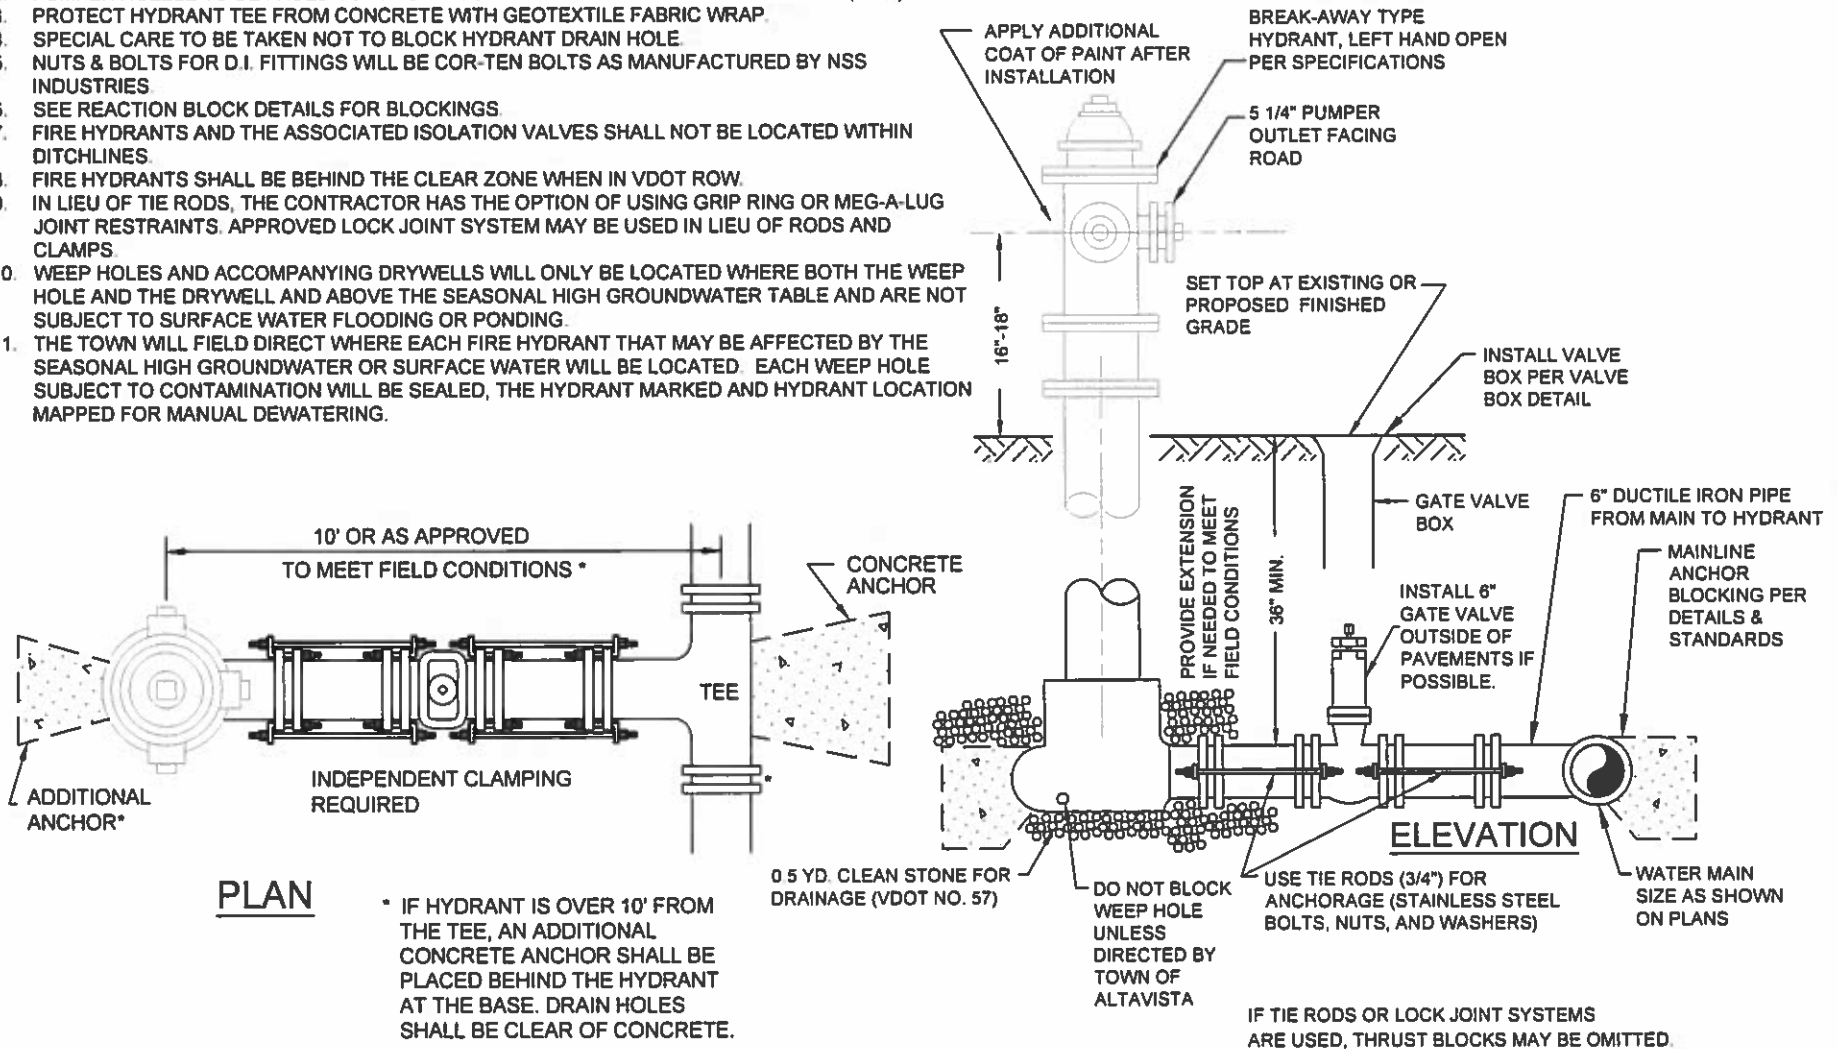 PROTECT HYDRANT TEE FROM CONCRETE WITH GEOTEXTILE FABRIC WRAP.
SPECIAL CARE TO BE TAKEN NOT TO BLOCK HYDRANT DRAIN HOLE.
NUTS & BOLTS FOR D.I. FITTINGS WILL BE COR-TEN BOLTS AS MANUFACTURED BY NSS
INDUSTRIES.
SEE REACTION BLOCK DETAILS FOR BLOCKINGS.
FIRE HYDRANTS AND THE ASSOCIATED ISOLATION VALVES SHALL NOT BE LOCATED WITHIN
DITCHLINES.
FIRE HYDRANTS SHALL BE BEHIND THE CLEAR ZONE WHEN IN VDOT ROW.
IN LIEU OF TIE RODS, THE CONTRACTOR HAS THE OPTION OF USING GRIP RING OR MEG-A-LUG
JOINT RESTRAINTS. APPROVED LOCK JOINT SYSTEM MAY BE USED IN LIEU OF RODS AND
CLAMPS.
0. WEEP HOLES AND ACCOMPANYING DRYWELLS WILL ONLY BE LOCATED WHERE BOTH THE WEEP
HOLE AND THE DRYWELL AND ABOVE THE SEASONAL HIGH GROUNDWATER TABLE AND ARE NOT
SUBJECT TO SURFACE WATER FLOODING OR PONDING.
1. THE TOWN WILL FIELD DIRECT WHERE EACH FIRE HYDRANT THAT MAY BE AFFECTED BY THE
SEASONAL HIGH GROUNDWATER OR SURFACE WATER WILL BE LOCATED. EACH WEEP HOLE
SUBJECT TO CONTAMINATION WILL BE SEALED, THE HYDRANT MARKED AND HYDRANT LOCATION
MAPPED FOR MANUAL DEWATERING.
APPLY ADDITIONAL
COAT OF PAINT AFTER
INSTALLATION
BREAK-AWAY TYPE
HYDRANT, LEFT HAND OPEN
PER SPECIFICATIONS
5 1/4" PUMPER
OUTLET FACING
ROAD
16"-18"
SET TOP AT EXISTING OR
PROPOSED FINISHED
GRADE
INSTALL VALVE
BOX PER VALVE
BOX DETAIL
GATE VALVE
BOX
6" DUCTILE IRON PIPE
FROM MAIN TO HYDRANT
MAINLINE
ANCHOR
BLOCKING PER
DETAILS &
STANDARDS
PROVIDE EXTENSION
IF NEEDED TO MEET
FIELD CONDITIONS
36" MIN.
INSTALL 6"
GATE VALVE
OUTSIDE OF
PAVEMENTS IF
POSSIBLE.
10' OR AS APPROVED
TO MEET FIELD CONDITIONS *
CONCRETE
ANCHOR
TEE
*
ADDITIONAL
ANCHOR*
INDEPENDENT CLAMPING
REQUIRED
PLAN
* IF HYDRANT IS OVER 10' FROM
THE TEE, AN ADDITIONAL
CONCRETE ANCHOR SHALL BE
PLACED BEHIND THE HYDRANT
AT THE BASE. DRAIN HOLES
SHALL BE CLEAR OF CONCRETE.
0.5 YD. CLEAN STONE FOR
DRAINAGE (VDOT NO. 57)
DO NOT BLOCK
WEEP HOLE
UNLESS
DIRECTED BY
TOWN OF
ALTAVISTA
USE TIE RODS (3/4") FOR
ANCHORAGE (STAINLESS STEEL
BOLTS, NUTS, AND WASHERS)
ELEVATION
WATER MAIN
SIZE AS SHOWN
ON PLANS
IF TIE RODS OR LOCK JOINT SYSTEMS
ARE USED, THRUST BLOCKS MAY BE OMITTED.